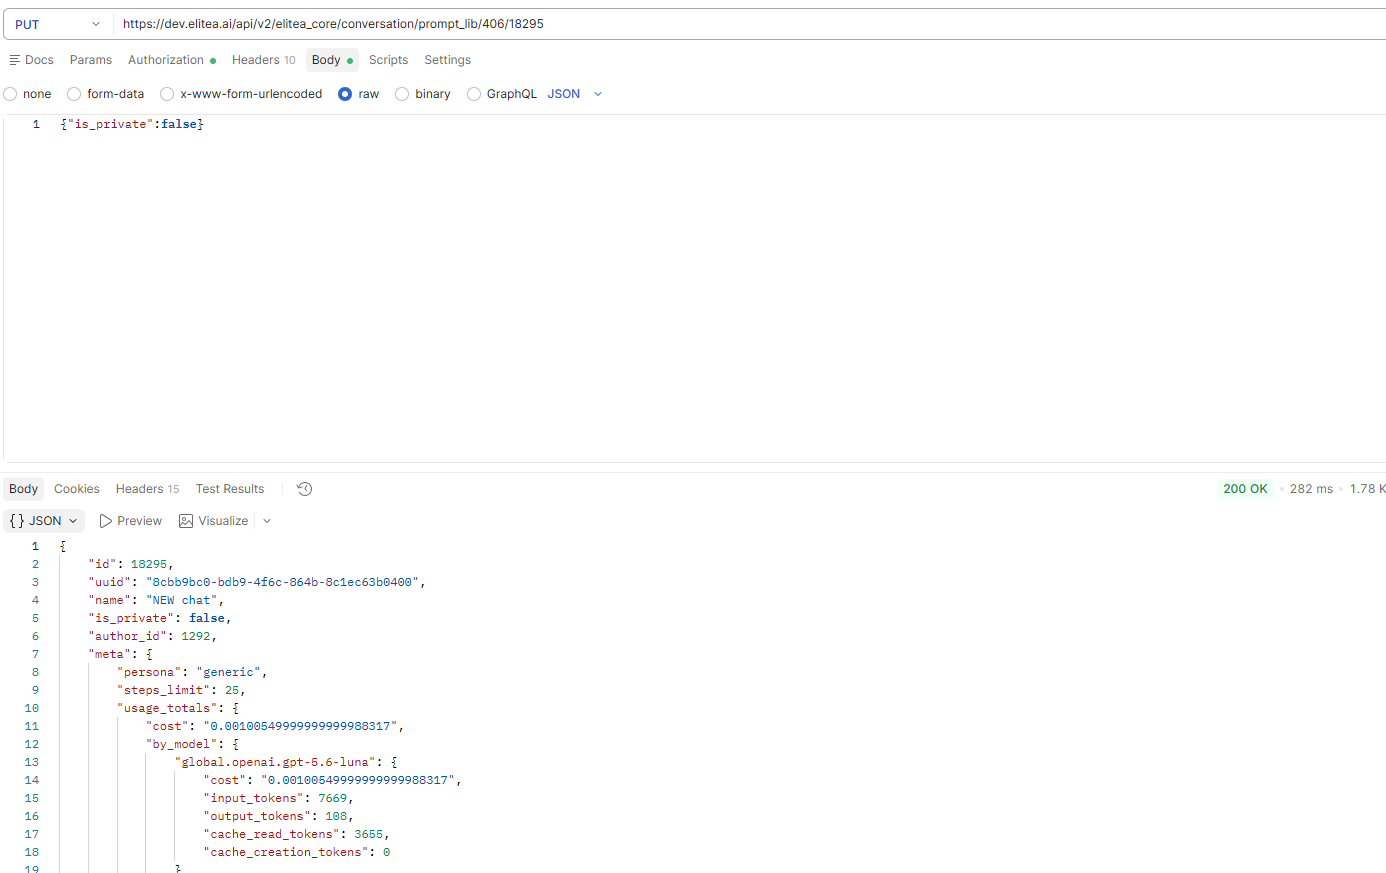 PUT https://dev.elitea.ai/api/v2/elitea_core/conversation/prompt_lib/406/18295
Docs Params Authorization Headers 10 Body Scripts Settings
none form-data x-www-form-urlencoded raw binary GraphQL JSON
1 {"is_private":false}
Body Cookies Headers 15 Test Results 200 OK 282 ms 1.78 K
{} JSON Preview Visualize
1 {
2 "id": 18295,
3 "uuid": "8cbb9bc0-bdb9-4f6c-864b-8c1ec63b0400",
4 "name": "NEW chat",
5 "is_private": false,
6 "author_id": 1292,
7 "meta": {
8 "persona": "generic",
9 "steps_limit": 25,
10 "usage_totals": {
11 "cost": "0.00100549999999999988317",
12 "by_model": {
13 "global.openai.gpt-5.6-luna": {
14 "cost": "0.00100549999999999988317",
15 "input_tokens": 7669,
16 "output_tokens": 108,
17 "cache_read_tokens": 3655,
18 "cache_creation_tokens": 0
19 }